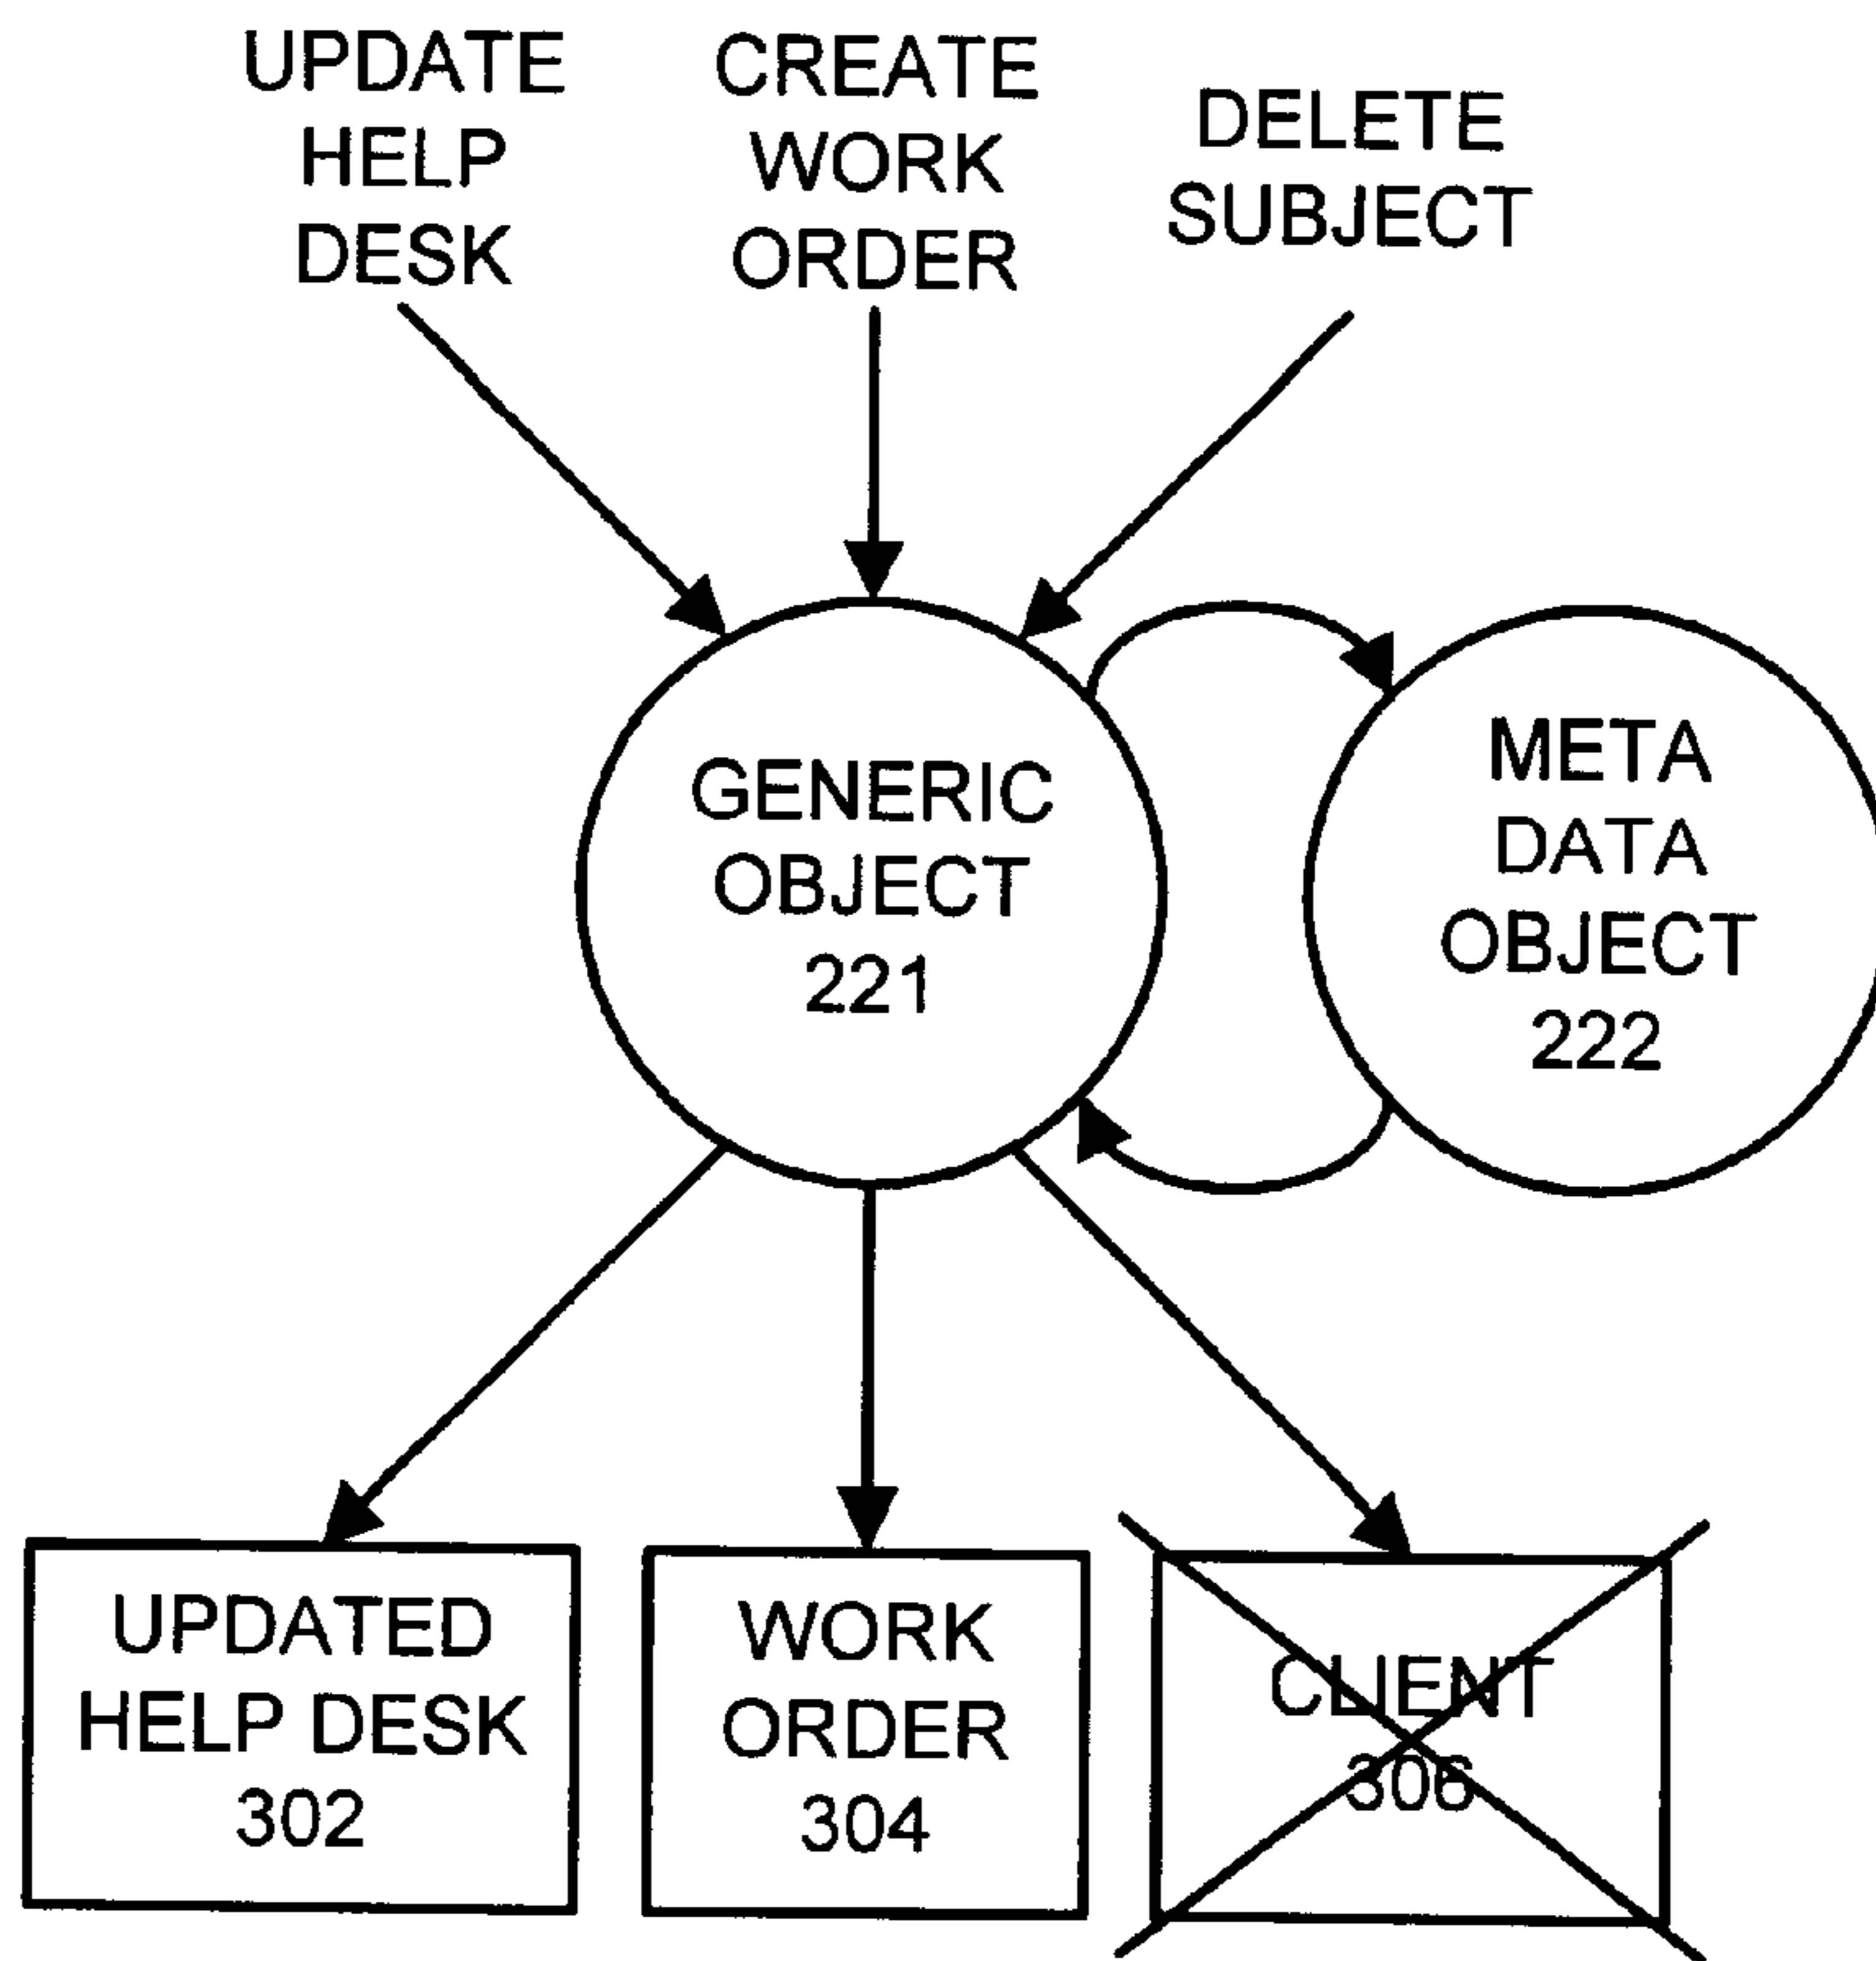 UPDATE
HELP
DESK
CREATE
WORK
ORDER
DELETE
SUBJECT
GENERIC
OBJECT
221
META
DATA
OBJECT
222
UPDATED
HELP DESK
302
WORK
ORDER
304
CLIENT
306